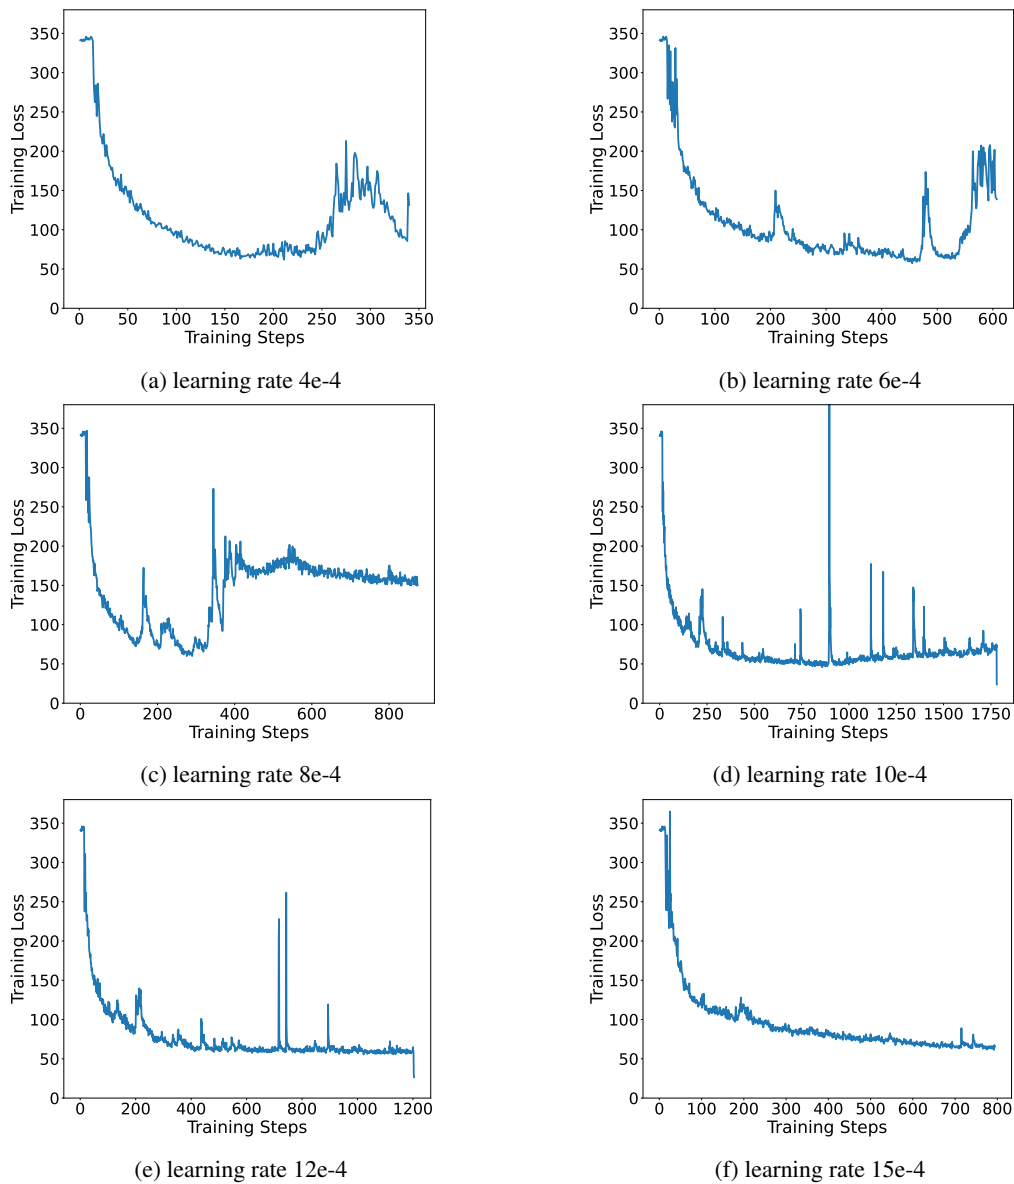 350
300
250
200
150
100
50
0
Training Loss
0 50 100 150 200 250 300 350
Training Steps
(a) learning rate 4e-4
350
300
250
200
150
100
50
0
Training Loss
0 100 200 300 400 500 600
Training Steps
(b) learning rate 6e-4
350
300
250
200
150
100
50
0
Training Loss
0 200 400 600 800
Training Steps
(c) learning rate 8e-4
350
300
250
200
150
100
50
0
Training Loss
0 250 500 750 1000 1250 1500 1750
Training Steps
(d) learning rate 10e-4
350
300
250
200
150
100
50
0
Training Loss
0 200 400 600 800 1000 1200
Training Steps
(e) learning rate 12e-4
350
300
250
200
150
100
50
0
Training Loss
0 100 200 300 400 500 600 700 800
Training Steps
(f) learning rate 15e-4